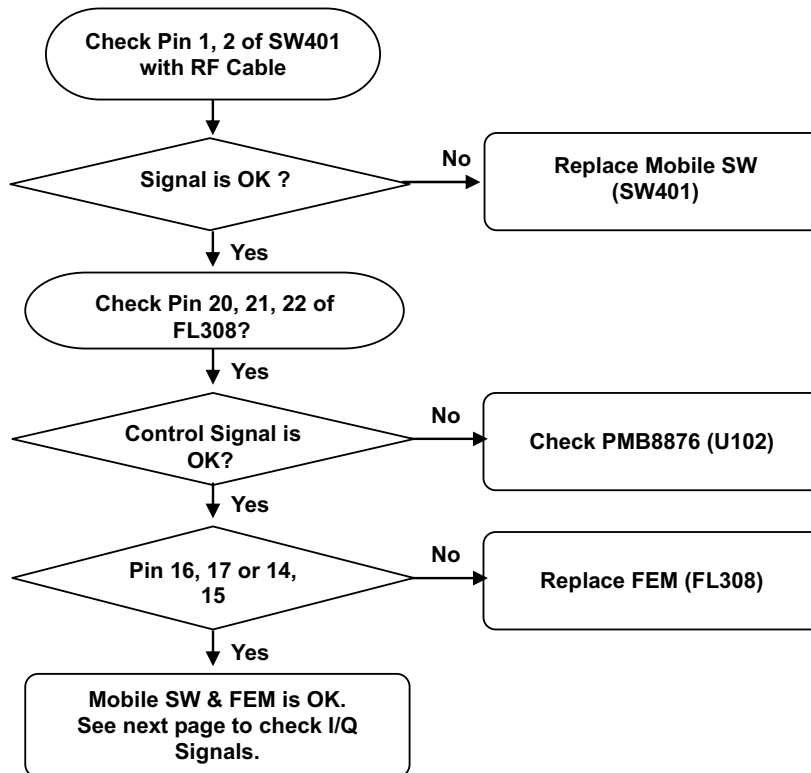 Check Pin 1, 2 of SW401
with RF Cable
Signal is OK ?
No
Replace Mobile SW
(SW401)
Yes
Check Pin 20, 21, 22 of
FL308?
Yes
Control Signal is
OK?
No
Check PMB8876 (U102)
Yes
Pin 16, 17 or 14,
15
No
Replace FEM (FL308)
Yes
Mobile SW & FEM is OK.
See next page to check I/Q
Signals.